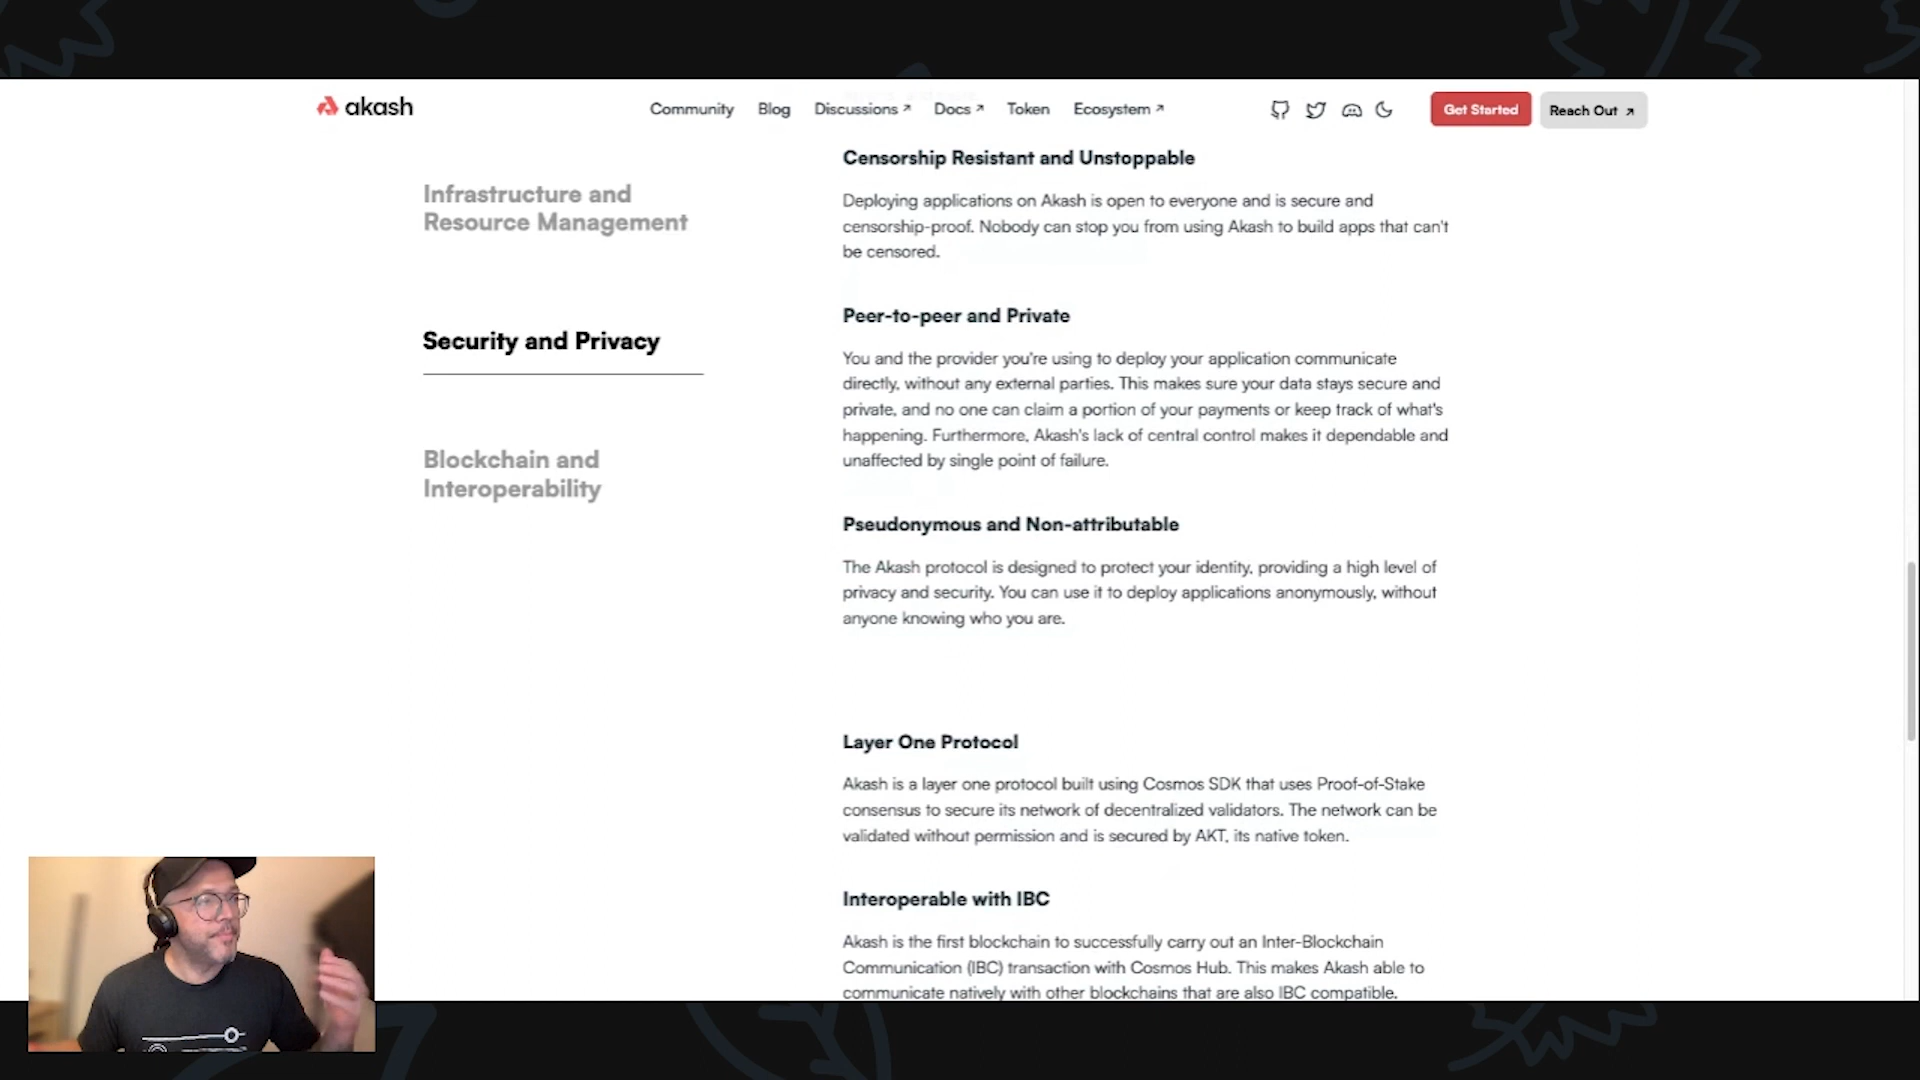 akash
Community
Blog
Discussions ↗
Docs ↗
Token
Ecosystem ↗
Get Started
Reach Out ↗
Infrastructure and
Resource Management
Security and Privacy
Blockchain and
Interoperability
Censorship Resistant and Unstoppable
Deploying applications on Akash is open to everyone and is secure and
censorship-proof. Nobody can stop you from using Akash to build apps that can't
be censored.
Peer-to-peer and Private
You and the provider you're using to deploy your application communicate
directly, without any external parties. This makes sure your data stays secure and
private, and no one can claim a portion of your payments or keep track of what's
happening. Furthermore, Akash's lack of central control makes it dependable and
unaffected by single point of failure.
Pseudonymous and Non-attributable
The Akash protocol is designed to protect your identity, providing a high level of
privacy and security. You can use it to deploy applications anonymously, without
anyone knowing who you are.
Layer One Protocol
Akash is a layer one protocol built using Cosmos SDK that uses Proof-of-Stake
consensus to secure its network of decentralized validators. The network can be
validated without permission and is secured by AKT, its native token.
Interoperable with IBC
Akash is the first blockchain to successfully carry out an Inter-Blockchain
Communication (IBC) transaction with Cosmos Hub. This makes Akash able to
communicate natively with other blockchains that are also IBC compatible.